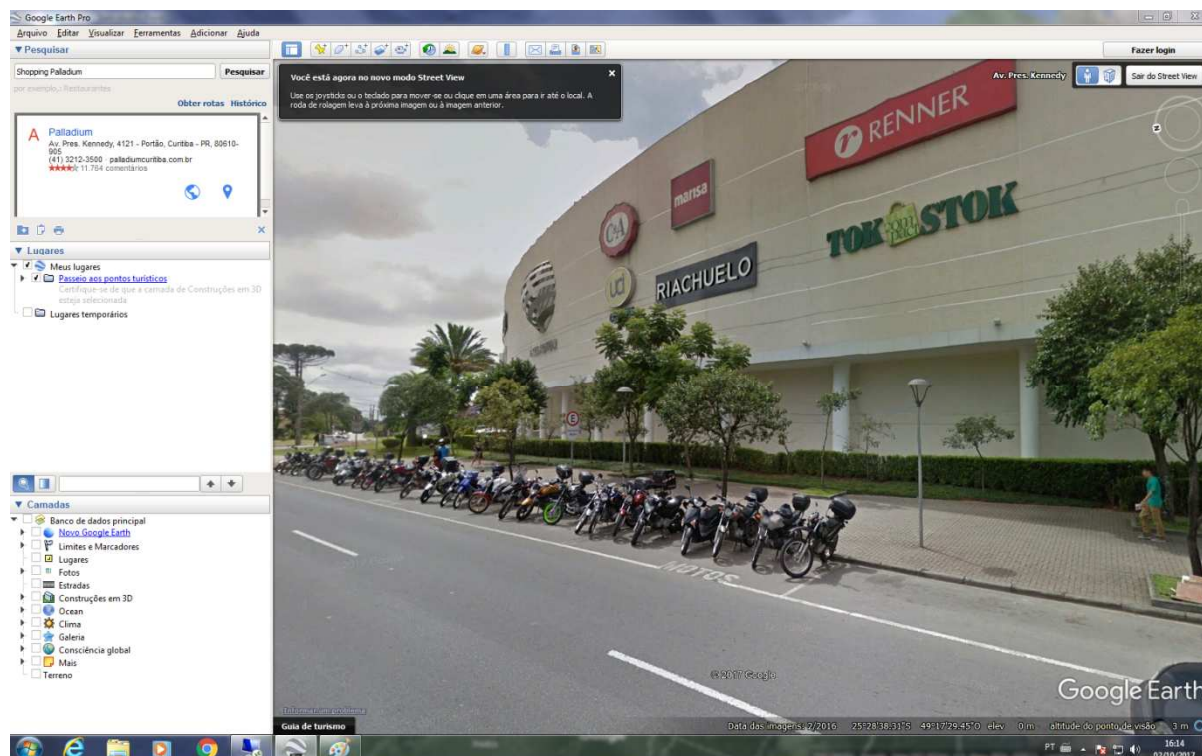 Google Earth Pro
Arquivo Editar Visualizar Ferramentas Adicionar Ajuda
Pesquisar
Shopping Palladium
Pesquisar
por exemplo,: Restaurantes
Obter rotas Histórico
A
Palladium
Av. Pres. Kennedy, 4121 - Portão, Curitiba - PR, 80610-
905
(41) 3212-3500 · palladiumcuritiba.com.br
11.764 comentários
Lugares
Meus lugares
Passeio aos pontos turísticos
Certifique-se de que a camada de Construções em 3D
esteja selecionada
Lugares temporários
Camadas
Banco de dados principal
Novo Google Earth
Limites e Marcadores
Lugares
Fotos
Estradas
Construções em 3D
Ocean
Clima
Galeria
Consciência global
Mais
Terreno
Fazer login
Você está agora no novo modo Street View
Use os joysticks ou o teclado para mover-se ou clique em uma área para ir até o local. A
roda de rolagem leva à próxima imagem ou à imagem anterior.
Av. Pres. Kennedy
Sair do Street View
RENNER
marisa
C&A
TOK STOK
uci
RIACHUELO
E
MOTOS
© 2017 Google
Google Earth
Informar um problema
Guia de turismo
Data das imagens: 2/2016 25°28'38.31"S 49°17'29.45"O elev 0 m altitude do ponto de visão 3 m
PT
16:14